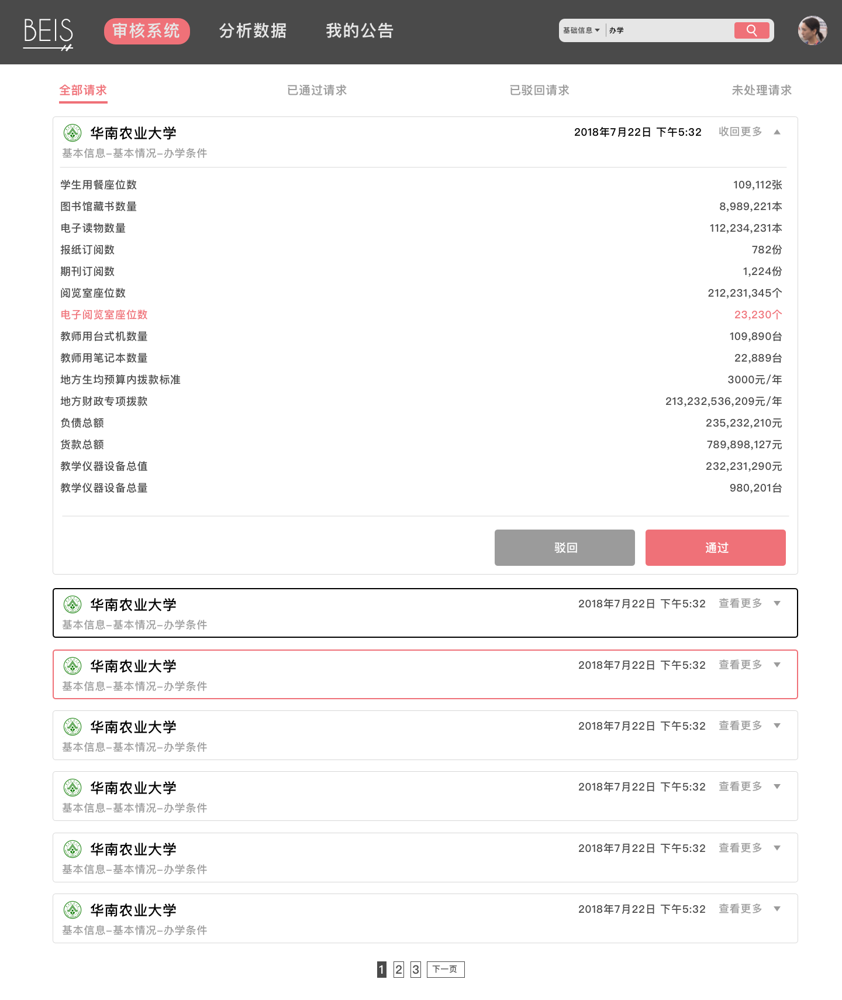 BEIS 审核系统 分析数据 我的公告 基础信息 办学
全部请求 已通过请求 已驳回请求 未处理请求
华南农业大学 2018年7月22日 下午5:32 收回更多
基本信息-基本情况-办学条件
学生用餐座位数 109,112张
图书馆藏书数量 8,989,221本
电子读物数量 112,234,231本
报纸订阅数 782份
期刊订阅数 1,224份
阅览室座位数 212,231,345个
电子阅览室座位数 23,230个
教师用台式机数量 109,890台
教师用笔记本数量 22,889台
地方生均预算内拨款标准 3000元/年
地方财政专项拨款 213,232,536,209元/年
负债总额 235,232,210元
货款总额 789,898,127元
教学仪器设备总值 232,231,290元
教学仪器设备总量 980,201台
驳回 通过
华南农业大学 2018年7月22日 下午5:32 查看更多
基本信息-基本情况-办学条件
华南农业大学 2018年7月22日 下午5:32 查看更多
基本信息-基本情况-办学条件
华南农业大学 2018年7月22日 下午5:32 查看更多
基本信息-基本情况-办学条件
华南农业大学 2018年7月22日 下午5:32 查看更多
基本信息-基本情况-办学条件
华南农业大学 2018年7月22日 下午5:32 查看更多
基本信息-基本情况-办学条件
华南农业大学 2018年7月22日 下午5:32 查看更多
基本信息-基本情况-办学条件
1 2 3 下一页